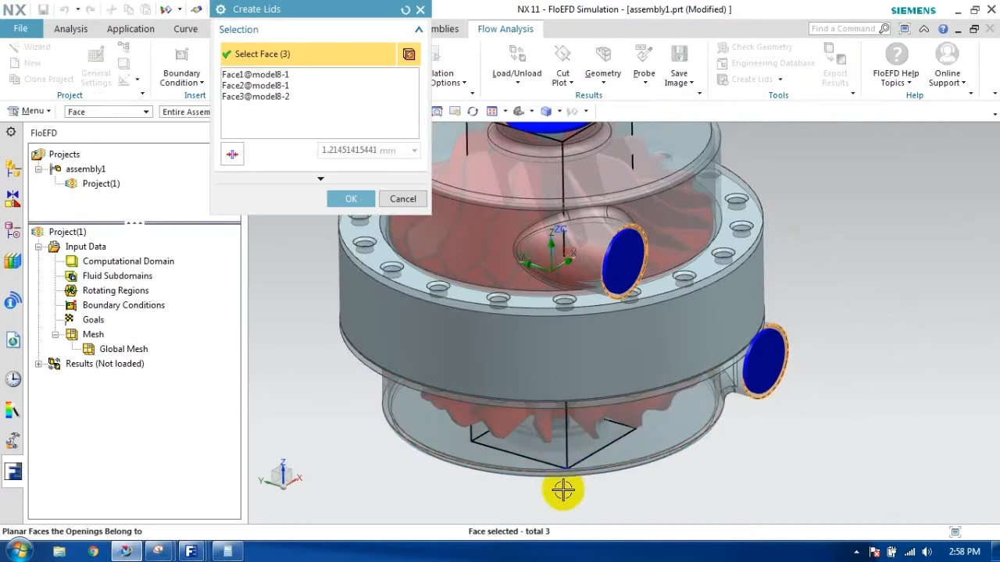 NX
Create Lids
NX 11 - FloEFD Simulation - [assembly1.prt (Modified) ]
SIEMENS
File
Analysis
Application
Curve
Flow Analysis
Find a Command
Selection
Select Face (3)
Face1@model8-1
Face2@model8-1
Face3@model8-2
1.21451415441 mm
OK
Cancel
Wizard
New
Clone Project
General
Settings
Project
Boundary
Condition
Insert
Load/Unload
Cut
Plot
Geometry
Probe
Save
Image
Results
Check Geometry
Engineering Database
Create Lids
Export
Results
Tools
FloEFD Help
Topics
Online
Support
Help
Menu
Face
Entire Assem
FloEFD
Projects
assembly1
Project(1)
Project(1)
Input Data
Computational Domain
Fluid Subdomains
Rotating Regions
Boundary Conditions
Goals
Mesh
Global Mesh
Results (Not loaded)
ZC
Z
X
Z
Y
X
Planar Faces the Openings Belong to
Face selected - total 3
2:58 PM